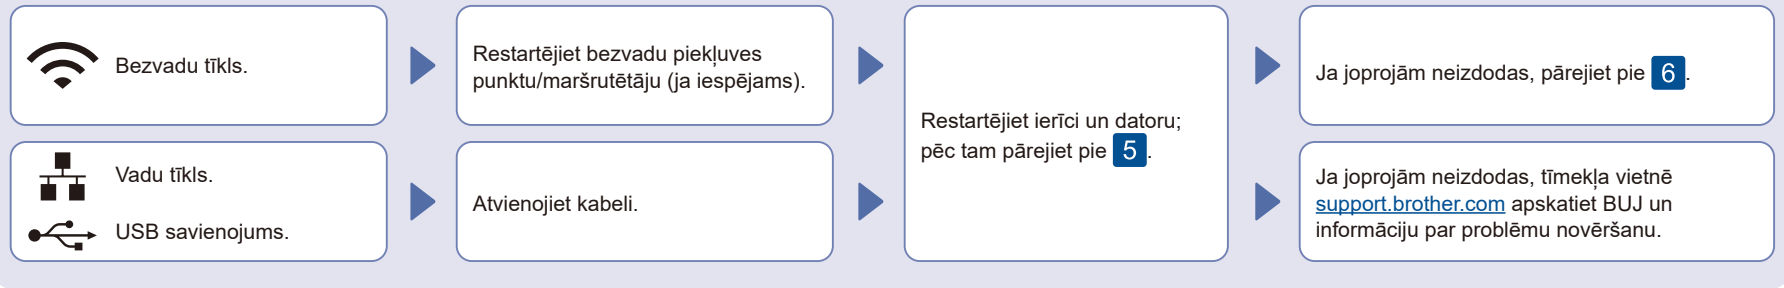 Bezvadu tīkls.
Restartējiet bezvadu piekļuves
punktu/maršrutētāju (ja iespējams).
Vadu tīkls.
USB savienojums.
Atvienojiet kabeli.
Restartējiet ierīci un datoru;
pēc tam pārejiet pie 5.
Ja joprojām neizdodas, pārejiet pie 6.
Ja joprojām neizdodas, tīmekļa vietnē
support.brother.com apskatiet BUJ un
informāciju par problēmu novēršanu.